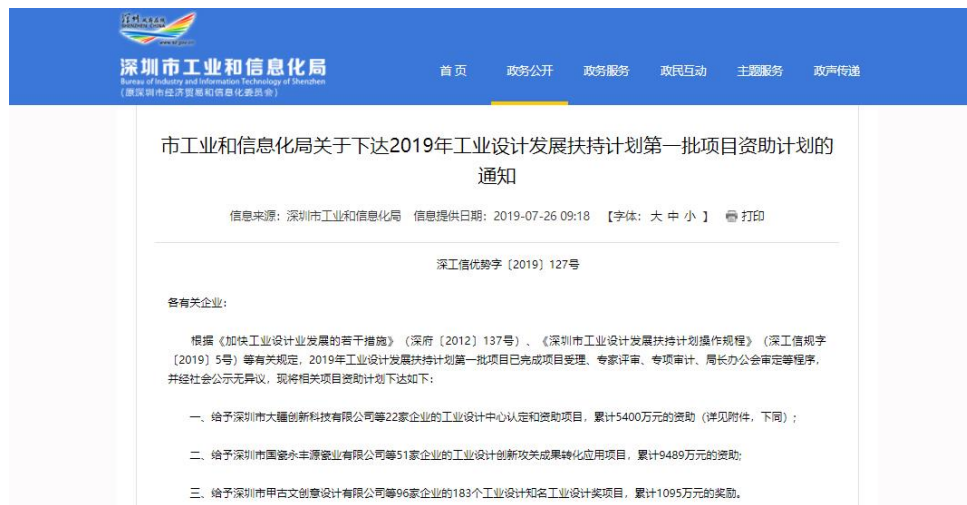 深圳市工业和信息化局
Bureau of Industry and Information Technology of Shenzhen
(原深圳市经济贸易和信息化委员会)
首页 政务公开 政务服务 政民互动 主题服务 政声传递
市工业和信息化局关于下达2019年工业设计发展扶持计划第一批项目资助计划的
通知
信息来源：深圳市工业和信息化局 信息提供日期：2019-07-26 09:18 【字体：大 中 小 】 打印
深工信优势字〔2019〕127号
各有关企业：
根据《加快工业设计业发展的若干措施》（深府〔2012〕137号）、《深圳市工业设计发展扶持计划操作规程》（深工信规字
〔2019〕5号）等有关规定，2019年工业设计发展扶持计划第一批项目已完成项目受理、专家评审、专项审计、局长办公会审定等程序，
并经社会公示无异议，现将相关项目资助计划下达如下：
一、给予深圳市大疆创新科技有限公司等22家企业的工业设计中心认定和资助项目，累计5400万元的资助（详见附件，下同）；
二、给予深圳市国瓷永丰源瓷业有限公司等51家企业的工业设计创新攻关成果转化应用项目，累计9489万元的资助;
三、给予深圳市甲古文创意设计有限公司等96家企业的183个工业设计知名工业设计奖项目，累计1095万元的奖励。